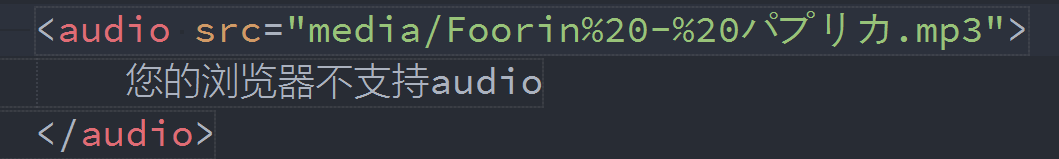 <audio src="media/Foorin%20-%20パプリカ.mp3">
您的浏览器不支持audio
</audio>